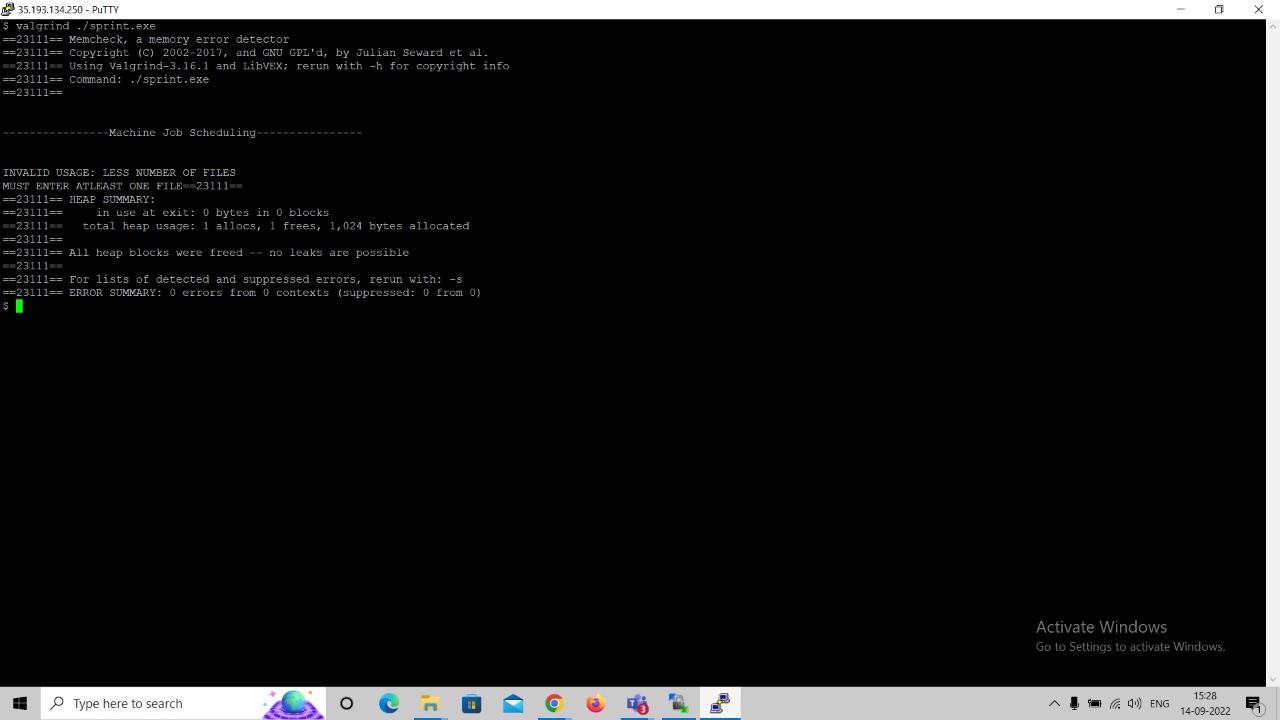 35.193.134.250 - PuTTY
$ valgrind ./sprint.exe
==23111== Memcheck, a memory error detector
==23111== Copyright (C) 2002-2017, and GNU GPL'd, by Julian Seward et al.
==23111== Using Valgrind-3.16.1 and LibVEX; rerun with -h for copyright info
==23111== Command: ./sprint.exe
==23111==
----------------Machine Job Scheduling----------------
INVALID USAGE: LESS NUMBER OF FILES
MUST ENTER ATLEAST ONE FILE==23111==
==23111== HEAP SUMMARY:
==23111==     in use at exit: 0 bytes in 0 blocks
==23111==   total heap usage: 1 allocs, 1 frees, 1,024 bytes allocated
==23111==
==23111== All heap blocks were freed -- no leaks are possible
==23111==
==23111== For lists of detected and suppressed errors, rerun with: -s
==23111== ERROR SUMMARY: 0 errors from 0 contexts (suppressed: 0 from 0)
$
Activate Windows
Go to Settings to activate Windows.
Type here to search
3
ENG
15:28
14-09-2022
1